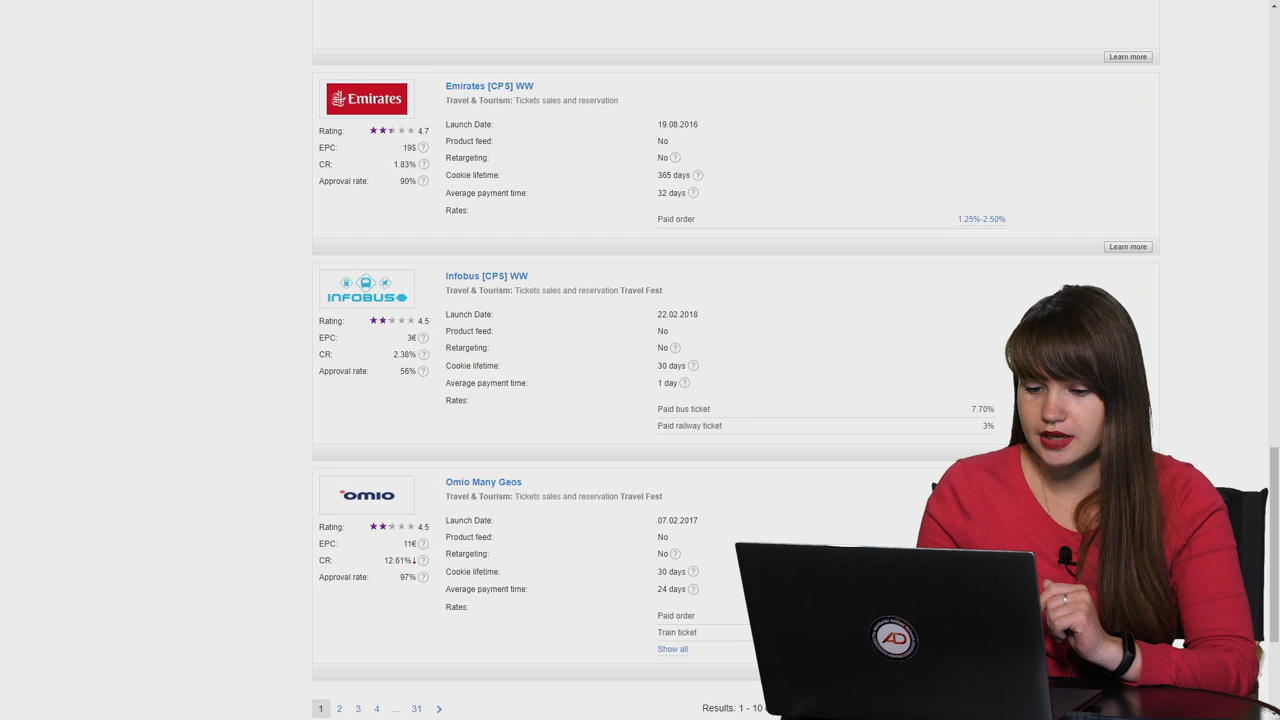 Learn more
Emirates
Emirates [CPS] WW
Travel & Tourism: Tickets sales and reservation
Rating: 4.7
EPC: 19$ ?
CR: 1.83% ?
Approval rate: 90% ?
Launch Date: 19.08.2016
Product feed: No
Retargeting: No ?
Cookie lifetime: 365 days ?
Average payment time: 32 days ?
Rates:
Paid order 1.25%-2.50%
Learn more
INFOBUS
Infobus [CPS] WW
Travel & Tourism: Tickets sales and reservation Travel Fest
Rating: 4.5
EPC: 3€ ?
CR: 2.38% ?
Approval rate: 56% ?
Launch Date: 22.02.2018
Product feed: No
Retargeting: No ?
Cookie lifetime: 30 days ?
Average payment time: 1 day ?
Rates:
Paid bus ticket 7.70%
Paid railway ticket 3%
omio
Omio Many Geos
Travel & Tourism: Tickets sales and reservation Travel Fest
Rating: 4.5
EPC: 11€ ?
CR: 12.61%↓ ?
Approval rate: 97% ?
Launch Date: 07.02.2017
Product feed: No
Retargeting: No ?
Cookie lifetime: 30 days ?
Average payment time: 24 days ?
Rates:
Paid order
Train ticket
Show all
1 2 3 4 ... 31 >
Results: 1 - 10
AD